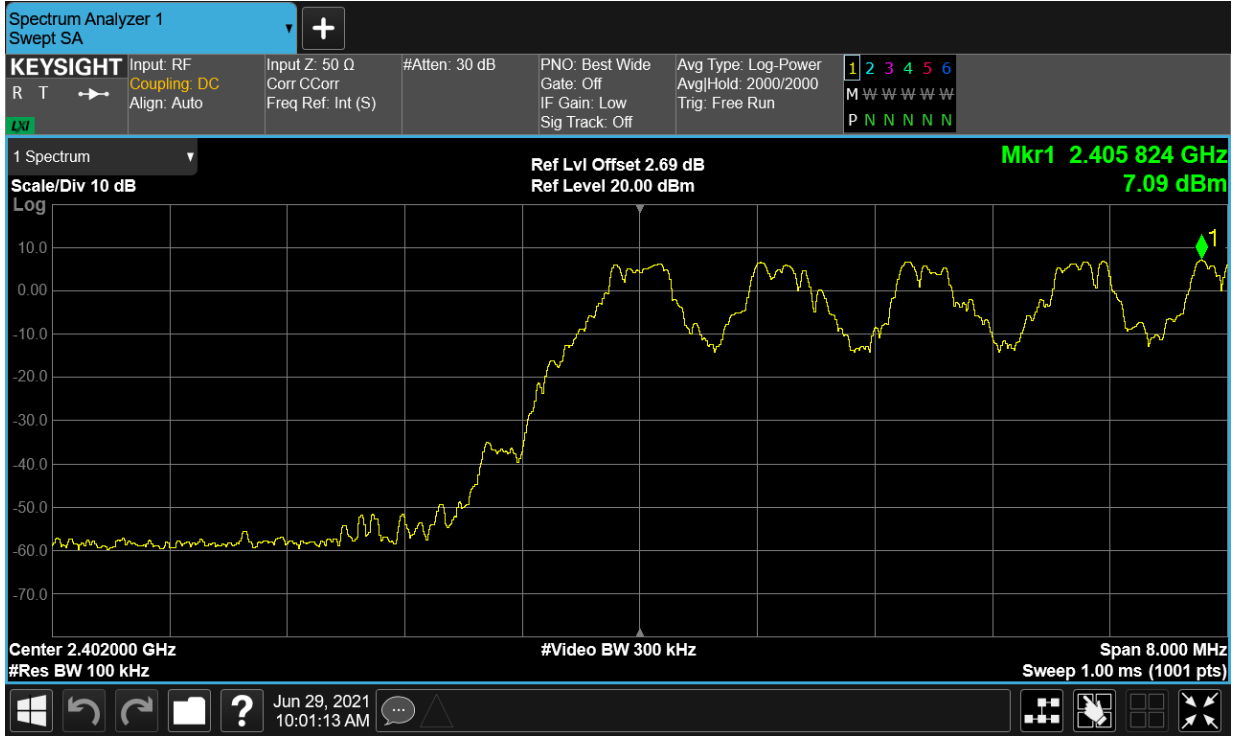 Spectrum Analyzer 1
Swept SA
KEYSIGHT
R T
LXI
Input: RF
Coupling: DC
Align: Auto
Input Z: 50 Ω
Corr CCorr
Freq Ref: Int (S)
#Atten: 30 dB
PNO: Best Wide
Gate: Off
IF Gain: Low
Sig Track: Off
Avg Type: Log-Power
Avg|Hold: 2000/2000
Trig: Free Run
1 2 3 4 5 6
M W W W W W
P N N N N N
1 Spectrum
Scale/Div 10 dB
Ref Lvl Offset 2.69 dB
Ref Level 20.00 dBm
Mkr1 2.405 824 GHz
7.09 dBm
Log
10.0
0.00
-10.0
-20.0
-30.0
-40.0
-50.0
-60.0
-70.0
1
Center 2.402000 GHz
#Res BW 100 kHz
#Video BW 300 kHz
Span 8.000 MHz
Sweep 1.00 ms (1001 pts)
?
Jun 29, 2021
10:01:13 AM